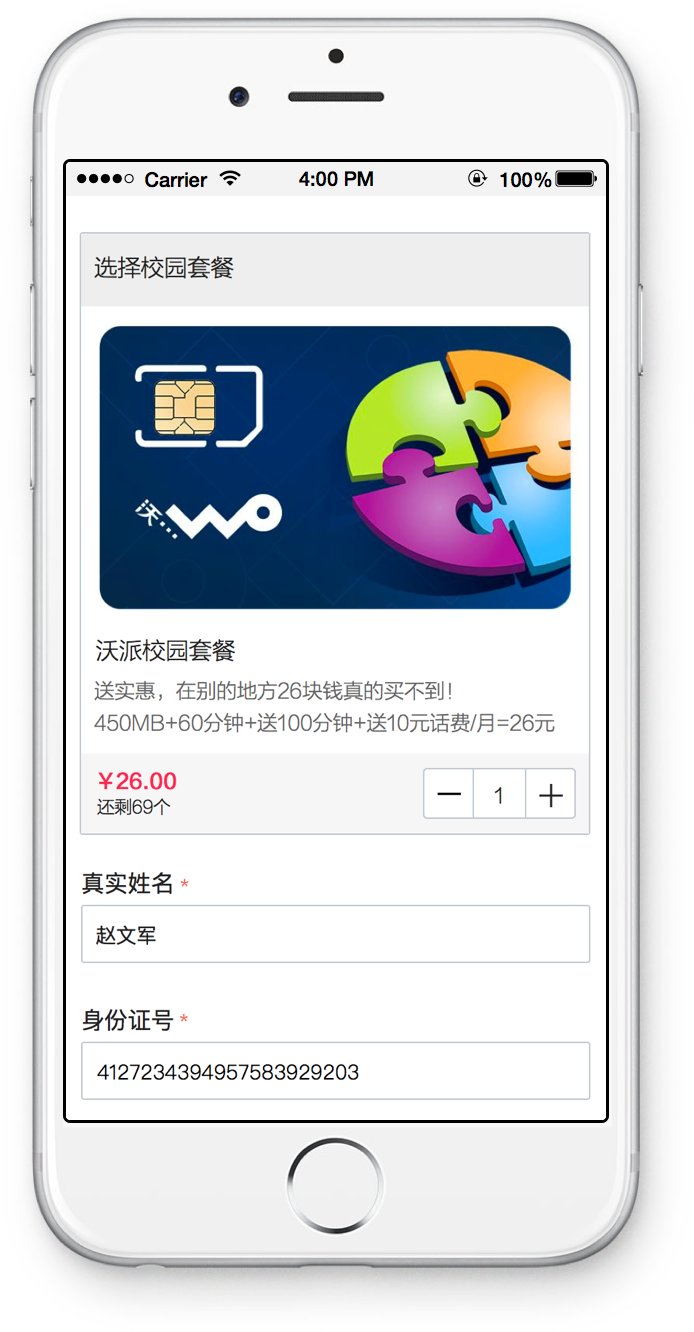 Carrier 4:00 PM 100%
选择校园套餐
沃...wo
沃派校园套餐
送实惠，在别的地方26块钱真的买不到！
450MB+60分钟+送100分钟+送10元话费/月=26元
￥26.00
还剩69个
1
真实姓名 *
赵文军
身份证号 *
4127234394957583929203